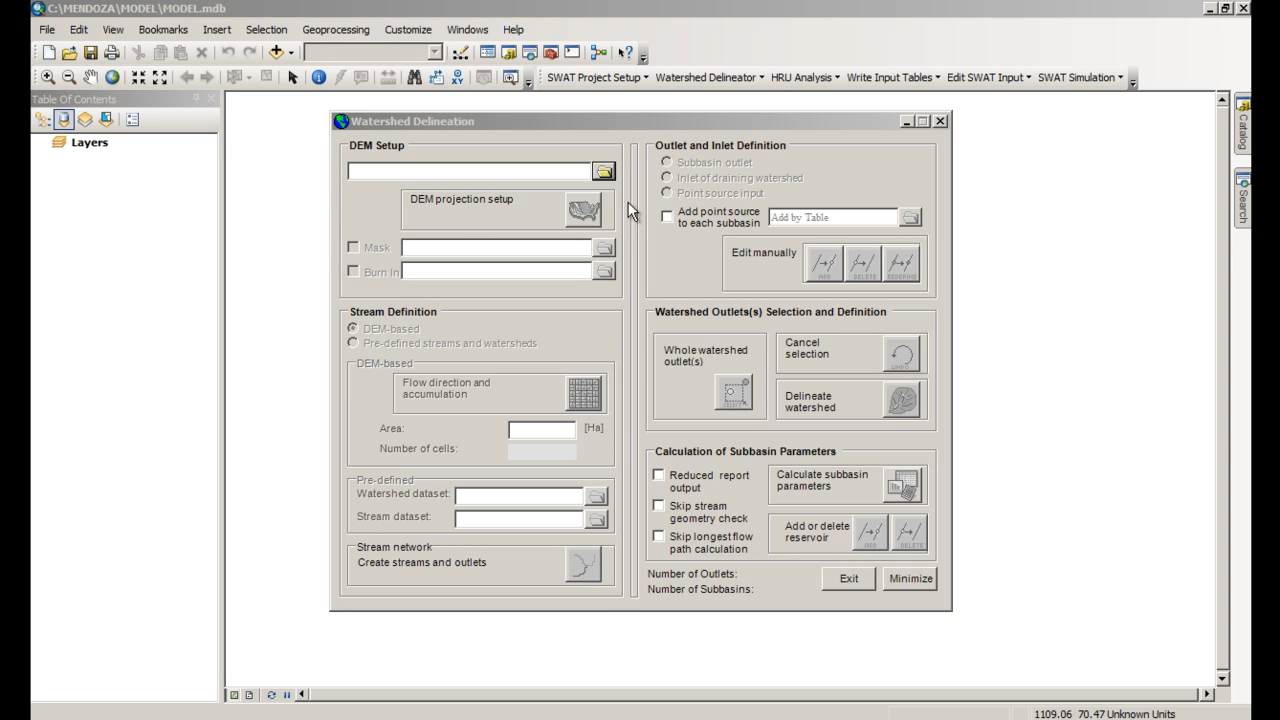 C:\MENDOZA\MODEL\MODEL.mdb
File Edit View Bookmarks Insert Selection Geoprocessing Customize Windows Help
SWAT Project Setup Watershed Delineator HRU Analysis Write Input Tables Edit SWAT Input SWAT Simulation
Table Of Contents
Layers
Watershed Delineation
DEM Setup
DEM projection setup
Mask
Burn In
Stream Definition
DEM-based
Pre-defined streams and watersheds
DEM-based
Flow direction and
accumulation
Area: [Ha]
Number of cells:
Pre-defined
Watershed dataset:
Stream dataset:
Stream network
Create streams and outlets
Outlet and Inlet Definition
Subbasin outlet
Inlet of draining watershed
Point source input
Add point source
to each subbasin
Add by Table
Edit manually
ADD DELETE REDEFINE
Watershed Outlets(s) Selection and Definition
Whole watershed
outlet(s)
Cancel
selection
UNDO
Delineate
watershed
Calculation of Subbasin Parameters
Reduced report
output
Skip stream
geometry check
Skip longest flow
path calculation
Calculate subbasin
parameters
Add or delete
reservoir
ADD DELETE
Number of Outlets:
Number of Subbasins:
Exit Minimize
Catalog
Search
1109.06 70.47 Unknown Units